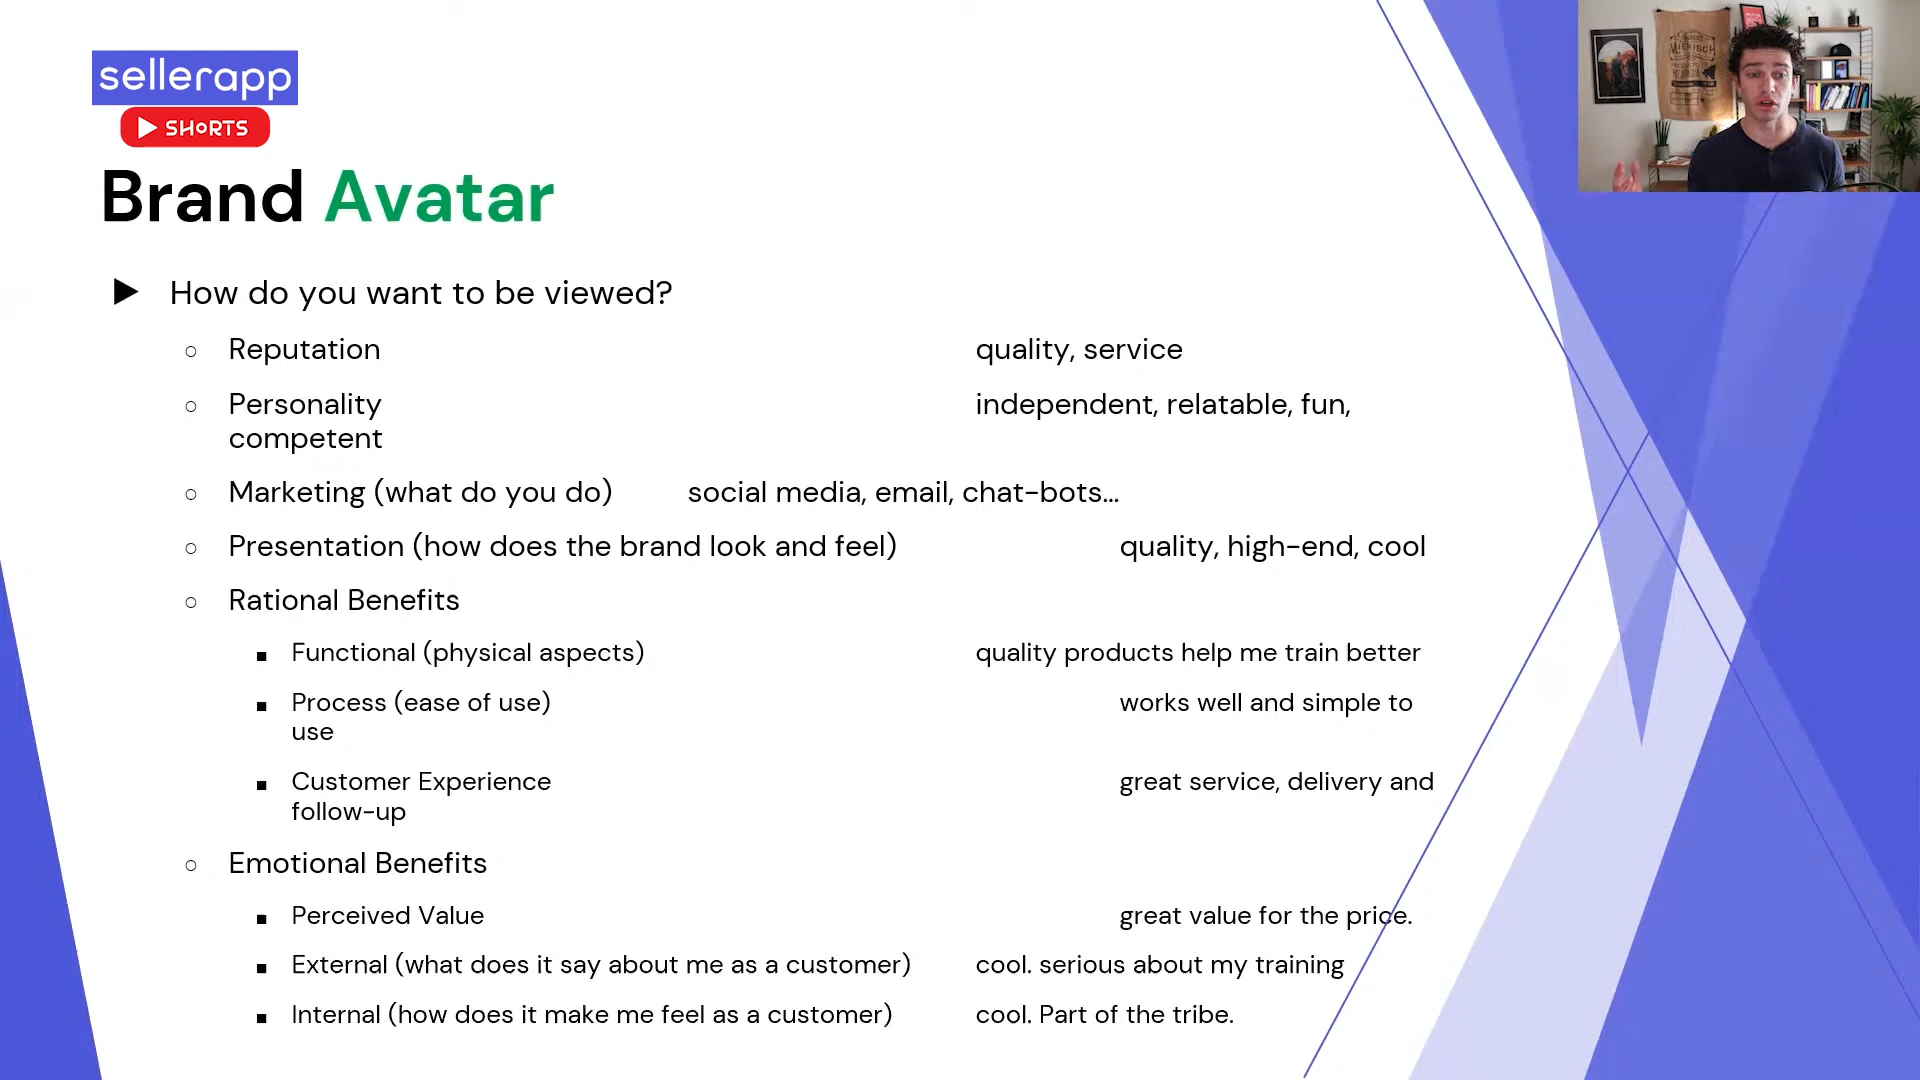 sellerapp
SHORTS
Brand Avatar
How do you want to be viewed?
Reputation quality, service
Personality independent, relatable, fun,
competent
Marketing (what do you do) social media, email, chat-bots...
Presentation (how does the brand look and feel) quality, high-end, cool
Rational Benefits
Functional (physical aspects) quality products help me train better
Process (ease of use) works well and simple to
use
Customer Experience great service, delivery and
follow-up
Emotional Benefits
Perceived Value great value for the price.
External (what does it say about me as a customer) cool. serious about my training
Internal (how does it make me feel as a customer) cool. Part of the tribe.